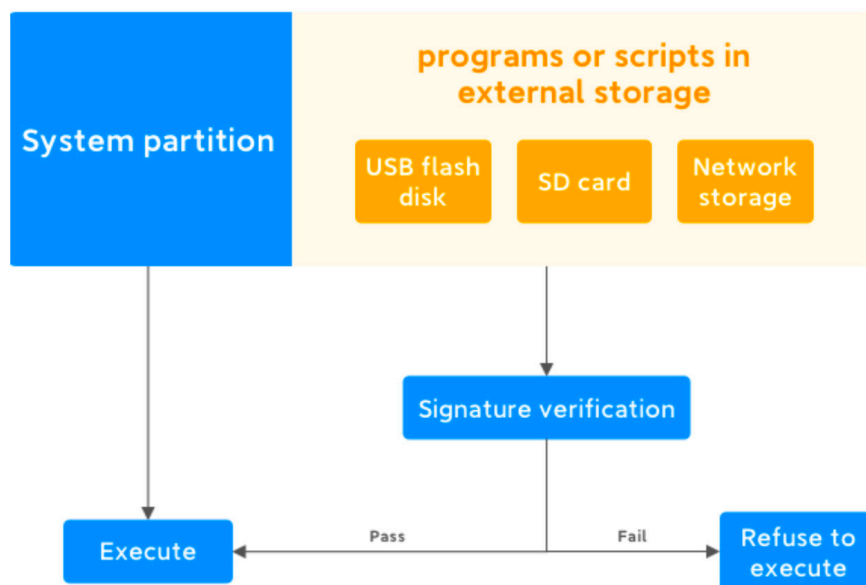 System partition
programs or scripts in
external storage
USB flash
disk
SD card
Network
storage
Signature verification
Pass
Fail
Execute
Refuse to
execute